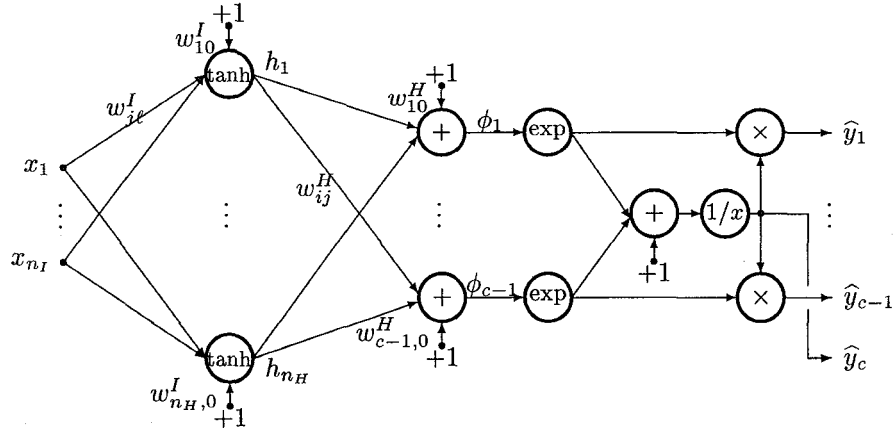 +1
w^I_{10}
tanh
h_1
+1
w^I_{jℓ}
w^H_{10}
+
ϕ_1
exp
×
ŷ_1
x_1
w^H_{ij}
⋮
⋮
⋮
+
1/x
⋮
x_{n_I}
+1
ϕ_{c−1}
+
exp
×
ŷ_{c−1}
w^H_{c−1,0}
+1
tanh
h_{n_H}
ŷ_c
w^I_{n_H,0}
+1